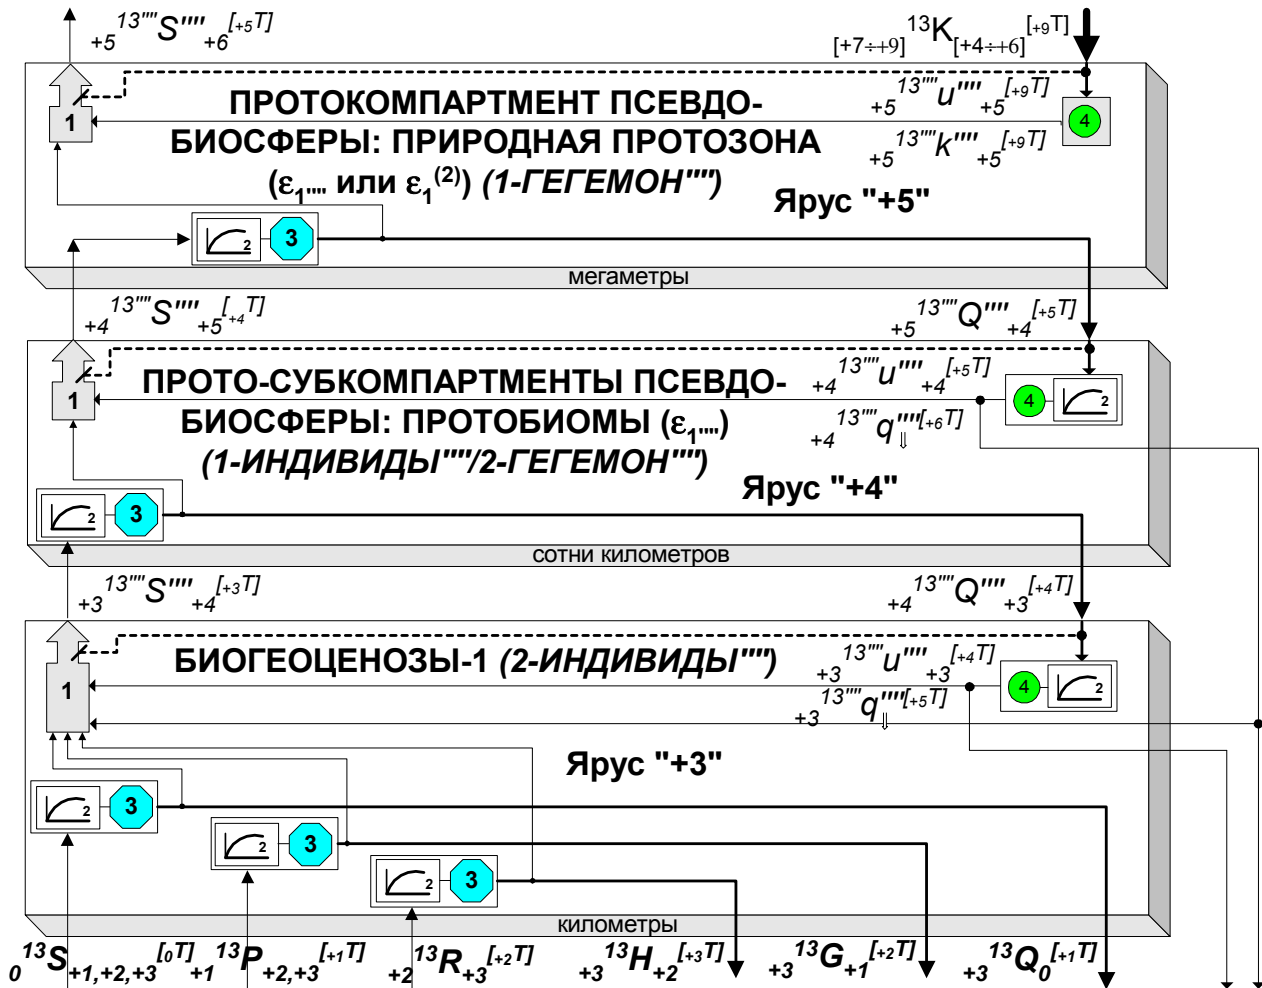 +5 13""S""+6 [+5T]
[+7÷+9] 13K[+4÷+6] [+9T]
ПРОТОКОМПАРТМЕНТ ПСЕВДО-
БИОСФЕРЫ: ПРИРОДНАЯ ПРОТОЗОНА
(ε1"" или ε1(2)) (1-ГЕГЕМОН"")
+5 13""u""+5 [+9T]
+5 13""k""+5 [+9T]
1
4
Ярус "+5"
2
3
мегаметры
+4 13""S""+5 [+4T]
+5 13""Q""+4 [+5T]
ПРОТО-СУБКОМПАРТМЕНТЫ ПСЕВДО-
БИОСФЕРЫ: ПРОТОБИОМЫ (ε1"")
(1-ИНДИВИДЫ""/2-ГЕГЕМОН"")
+4 13""u""+4 [+5T]
+4 13""q""⇓ [+6T]
1
4
2
Ярус "+4"
2
3
сотни километров
+3 13""S""+4 [+3T]
+4 13""Q""+3 [+4T]
БИОГЕОЦЕНОЗЫ-1 (2-ИНДИВИДЫ"")
+3 13""u""+3 [+4T]
+3 13""q""⇓ [+5T]
1
4
2
Ярус "+3"
2
3
2
3
2
3
километры
0 13S+1,+2,+3 [0T]
+1 13P+2,+3 [+1T]
+2 13R+3 [+2T]
+3 13H+2 [+3T]
+3 13G+1 [+2T]
+3 13Q0 [+1T]